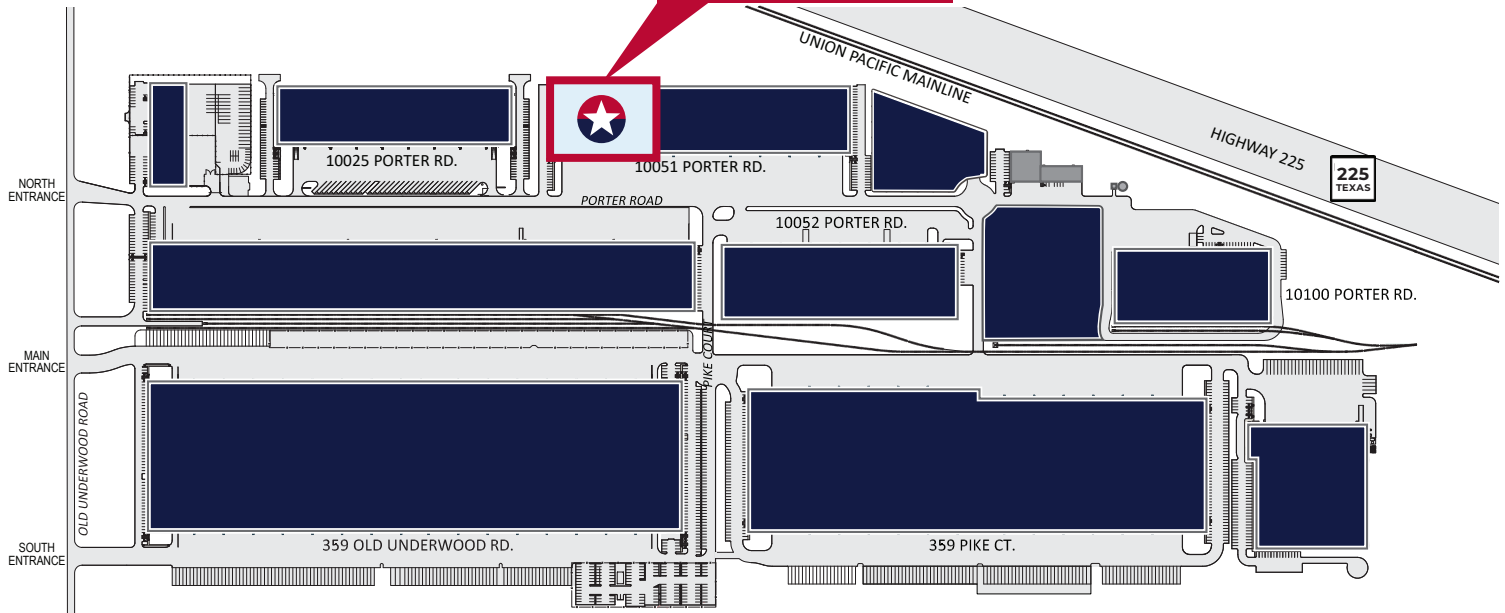 UNION PACIFIC MAINLINE
HIGHWAY 225
225
TEXAS
10025 PORTER RD.
10051 PORTER RD.
NORTH
ENTRANCE
PORTER ROAD
10052 PORTER RD.
10100 PORTER RD.
MAIN
ENTRANCE
PIKE COURT
OLD UNDERWOOD ROAD
359 OLD UNDERWOOD RD.
359 PIKE CT.
SOUTH
ENTRANCE